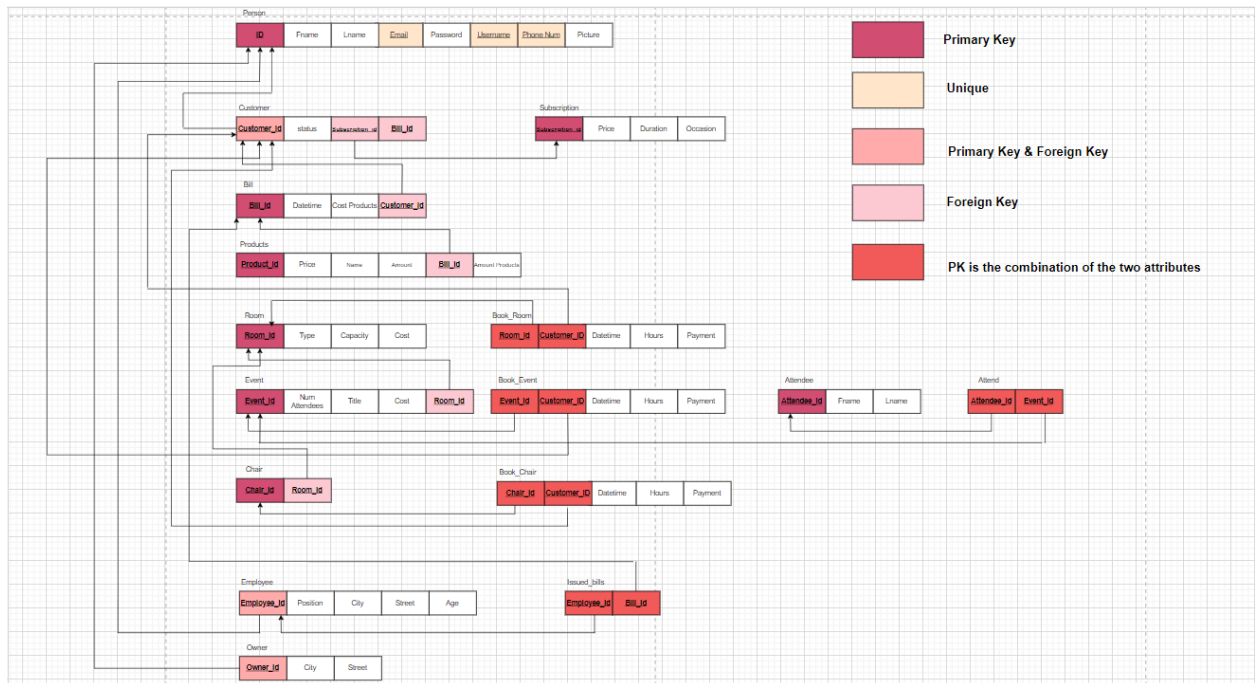 Person
ID Fname Lname Email Password Username Phone Num Picture
Primary Key
Unique
Customer
Customer_id status Subscription_id Bill_id
Subscription
Subscription_id Price Duration Occasion
Primary Key & Foreign Key
Bill
Bill_id Datetime Cost Products Customer_id
Foreign Key
Products
Product_id Price Name Amount Bill_id Amount Products
PK is the combination of the two attributes
Room
Room_id Type Capacity Cost
Book_Room
Room_id Customer_ID Datetime Hours Payment
Event
Event_id Num Attendees Title Cost Room_id
Book_Event
Event_id Customer_ID Datetime Hours Payment
Attendee
Attendee_id Fname Lname
Attend
Attendee_id Event_id
Chair
Chair_id Room_id
Book_Chair
Chair_id Customer_ID Datetime Hours Payment
Employee
Employee_id Position City Street Age
Issued_bills
Employee_id Bill_id
Owner
Owner_id City Street